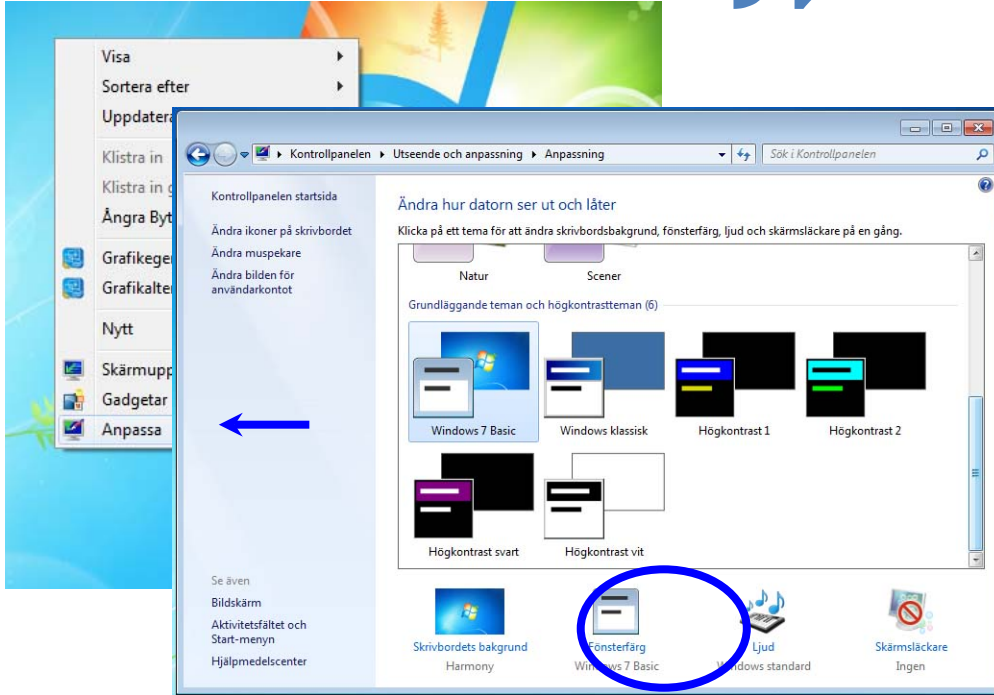 Visa
Sortera efter
Uppdatera
Klistra in
Klistra in g
Ångra Byt
Grafikegen
Grafikalte
Nytt
Skärmupp
Gadgetar
Anpassa
Kontrollpanelen Utseende och anpassning Anpassning
Sök i Kontrollpanelen
Kontrollpanelen startsida
Ändra ikoner på skrivbordet
Ändra muspekare
Ändra bilden för
användarkontot
Se även
Bildskärm
Aktivitetsfältet och
Start-menyn
Hjälpmedelscenter
Ändra hur datorn ser ut och låter
Klicka på ett tema för att ändra skrivbordsbakgrund, fönsterfärg, ljud och skärmsläckare på en gång.
Natur Scener
Grundläggande teman och högkontrastteman (6)
Windows 7 Basic Windows klassisk Högkontrast 1 Högkontrast 2
Högkontrast svart Högkontrast vit
Skrivbordets bakgrund Fönsterfärg Ljud Skärmsläckare
Harmony Windows 7 Basic Windows standard Ingen